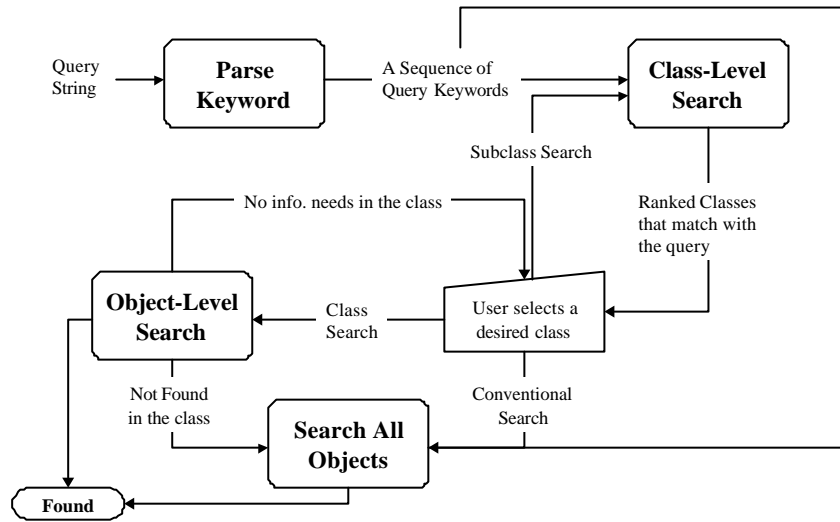 Query
String
Parse
Keyword
A Sequence of
Query Keywords
Class-Level
Search
Subclass Search
Ranked Classes
that match with
the query
No info. needs in the class
Object-Level
Search
Class
Search
User selects a
desired class
Not Found
in the class
Conventional
Search
Search All
Objects
Found